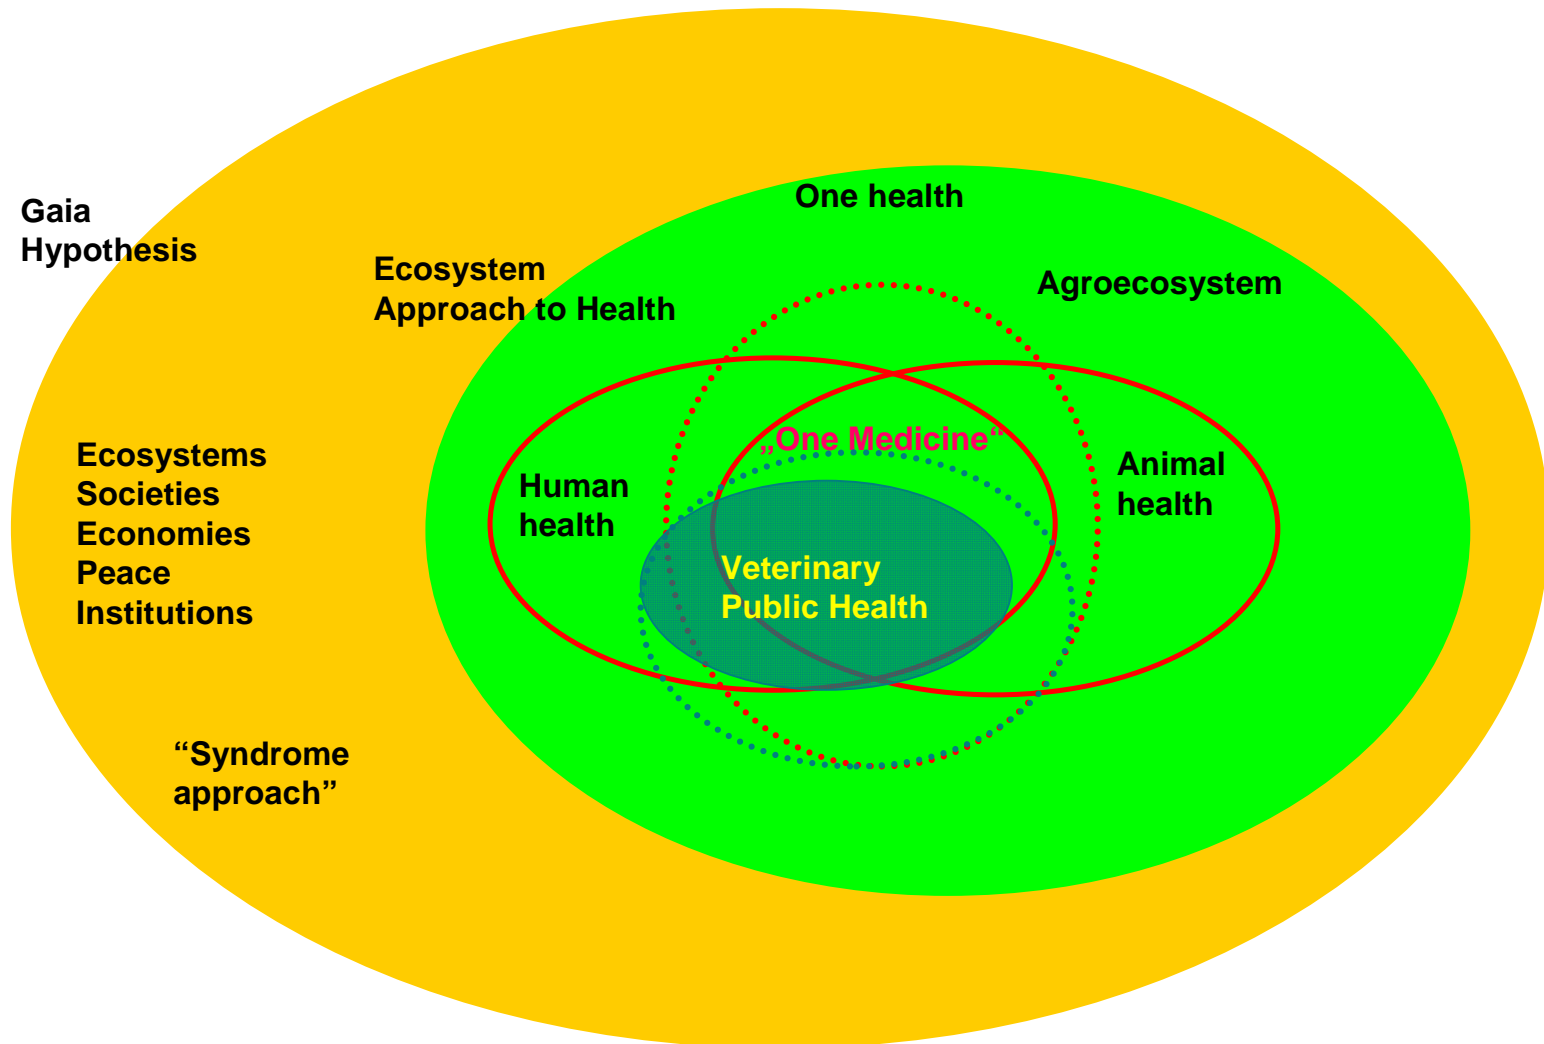 One health
Gaia
Hypothesis
Ecosystem
Approach to Health
Agroecosystem
„One Medicine“
Ecosystems
Societies
Economies
Peace
Institutions
Human
health
Animal
health
Veterinary
Public Health
“Syndrome
approach”